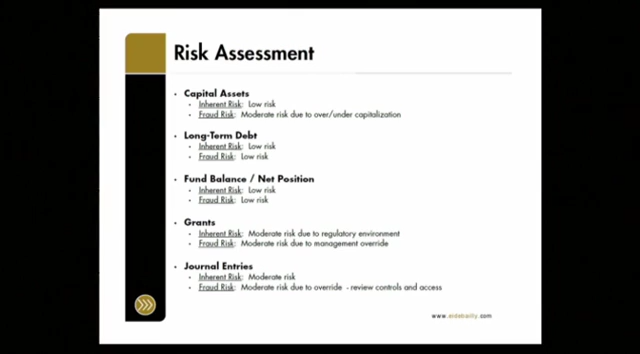 Risk Assessment
• Capital Assets
• Inherent Risk: Low risk
• Fraud Risk: Moderate risk due to over/under capitalization
• Long-Term Debt
• Inherent Risk: Low risk
• Fraud Risk: Low risk
• Fund Balance / Net Position
• Inherent Risk: Low risk
• Fraud Risk: Low risk
• Grants
• Inherent Risk: Moderate risk due to regulatory environment
• Fraud Risk: Moderate risk due to management override
• Journal Entries
• Inherent Risk: Moderate risk
• Fraud Risk: Moderate risk due to override - review controls and access
www.eidebailly.com